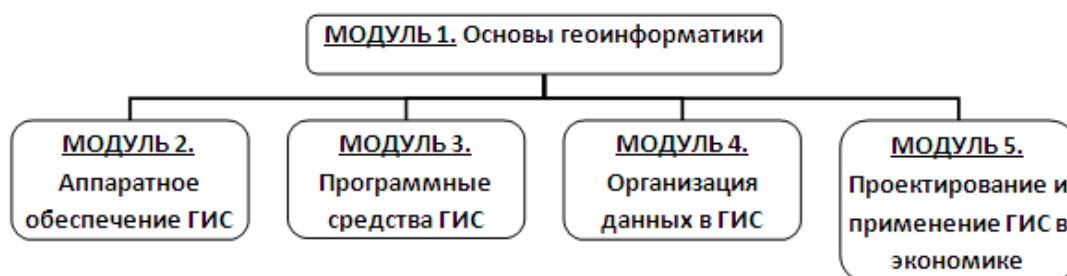 МОДУЛЬ 1. Основы геоинформатики
МОДУЛЬ 2.
Аппаратное
обеспечение ГИС
МОДУЛЬ 3.
Программные
средства ГИС
МОДУЛЬ 4.
Организация
данных в ГИС
МОДУЛЬ 5.
Проектирование и
применение ГИС в
экономике